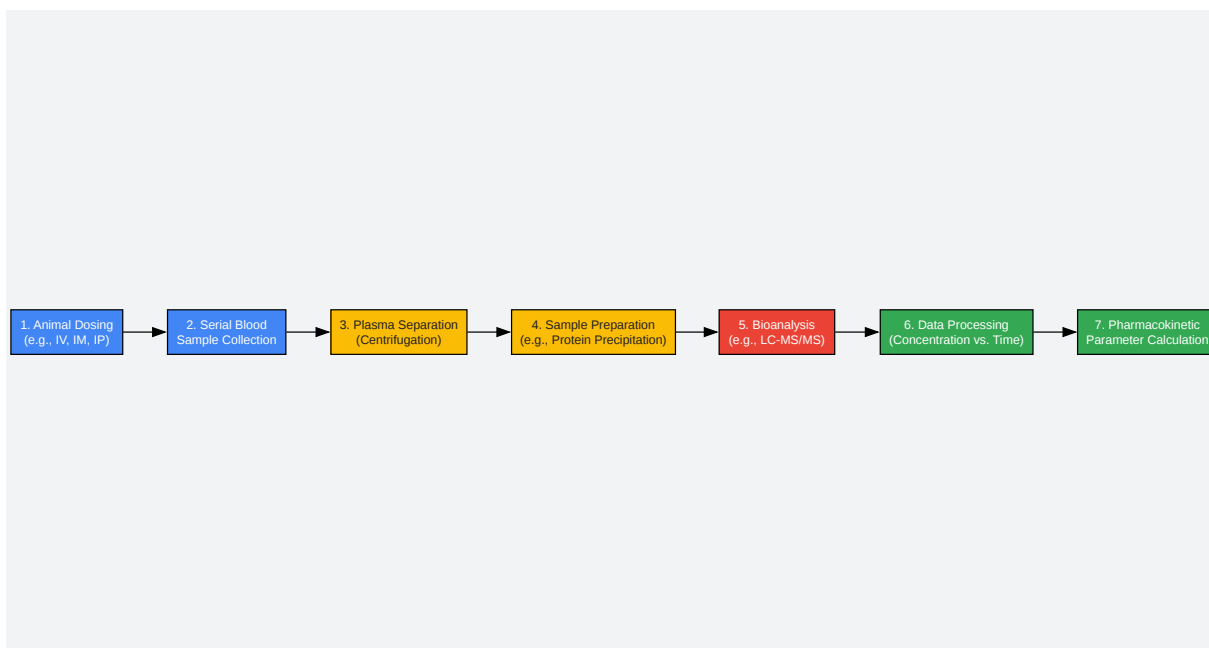 1. Animal Dosing
(e.g., IV, IM, IP)
2. Serial Blood
Sample Collection
3. Plasma Separation
(Centrifugation)
4. Sample Preparation
(e.g., Protein Precipitation)
5. Bioanalysis
(e.g., LC-MS/MS)
6. Data Processing
(Concentration vs. Time)
7. Pharmacokinetic
Parameter Calculation